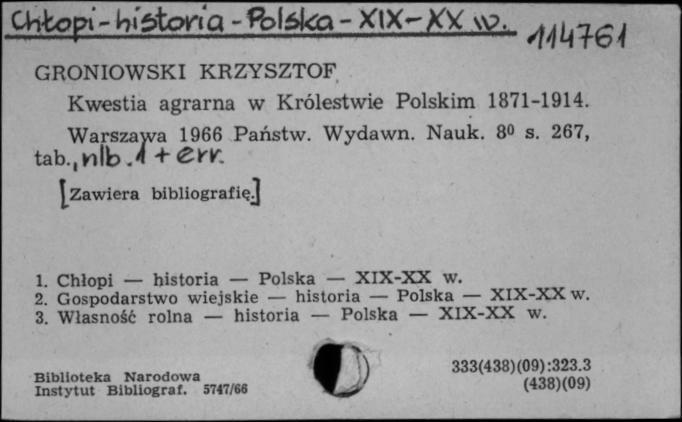 Chłopi-historia-Polska-XIX-XX w.
114761
GRONIOWSKI KRZYSZTOF
Kwestia agrarna w Królestwie Polskim 1871-1914.
Warszawa 1966 Państw. Wydawn. Nauk. 8⁰ s. 267,
tab., nlb. 1 + err.
[Zawiera bibliografię.]
1. Chłopi — historia — Polska — XIX-XX w.
2. Gospodarstwo wiejskie — historia — Polska — XIX-XX w.
3. Własność rolna — historia — Polska — XIX-XX w.
Biblioteka Narodowa
Instytut Bibliograf. 5747/66
333(438)(09):323.3
(438)(09)